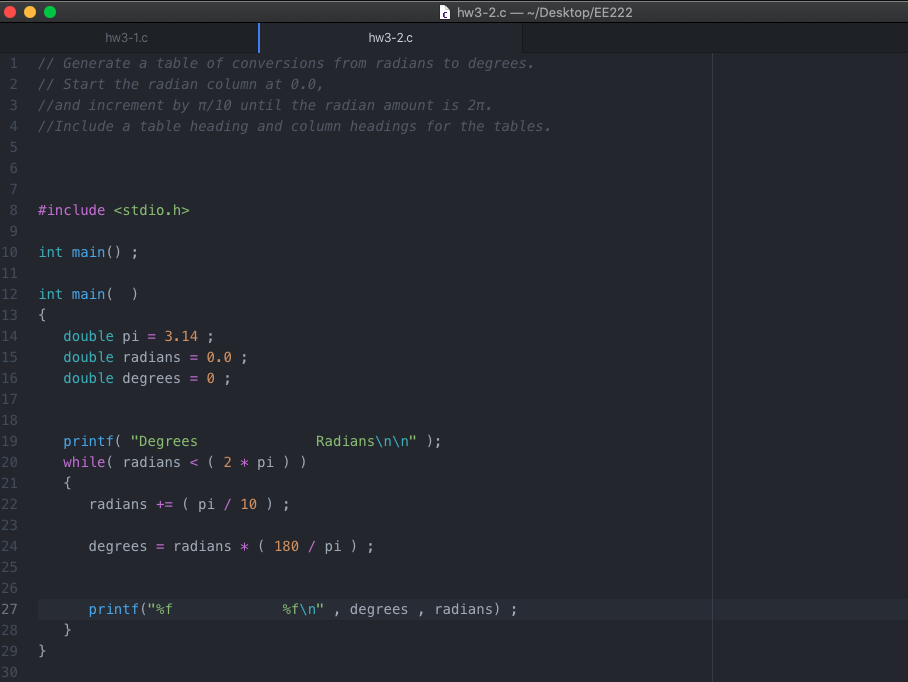 hw3-2.c — ~/Desktop/EE222
hw3-1.c hw3-2.c
1 // Generate a table of conversions from radians to degrees.
2 // Start the radian column at 0.0,
3 //and increment by π/10 until the radian amount is 2π.
4 //Include a table heading and column headings for the tables.
5
6
7
8 #include <stdio.h>
9
10 int main() ;
11
12 int main(  )
13 {
14    double pi = 3.14 ;
15    double radians = 0.0 ;
16    double degrees = 0 ;
17
18
19    printf( "Degrees              Radians\n\n" );
20    while( radians < ( 2 * pi ) )
21    {
22       radians += ( pi / 10 ) ;
23
24       degrees = radians * ( 180 / pi ) ;
25
26
27       printf("%f             %f\n" , degrees , radians) ;
28    }
29 }
30